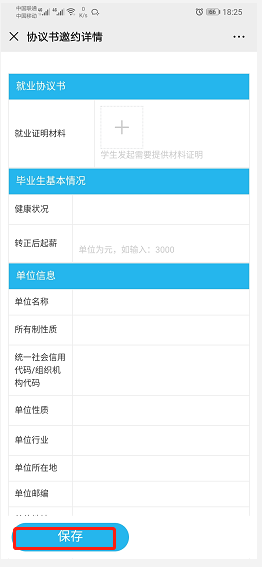 中国联通 46 46 0 K/s 86 18:25
中国移动
协议书邀约详情
就业协议书
就业证明材料
学生发起需要提供材料证明
毕业生基本情况
健康状况
转正后起薪
单位为元，如输入：3000
单位信息
单位名称
所有制性质
统一社会信用
代码/组织机
构代码
单位性质
单位行业
单位所在地
单位邮编
保存